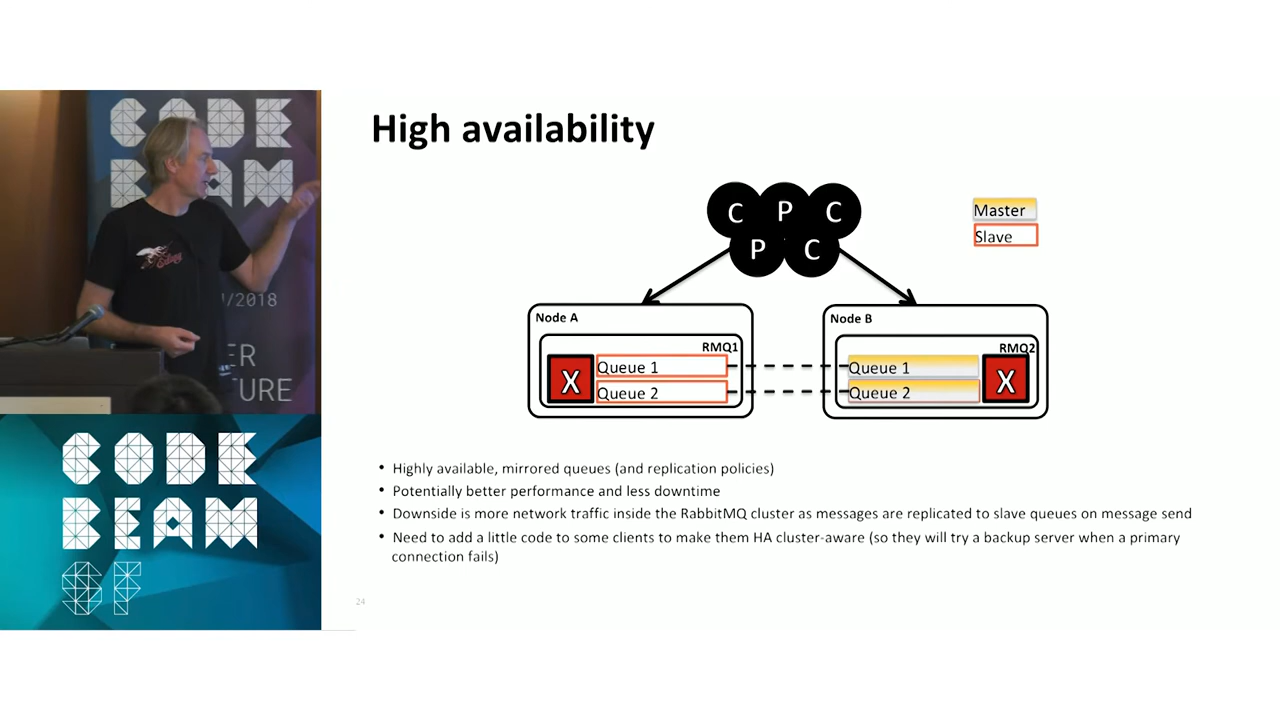 CODE
BEAM
/2018
ER
TURE
CODE
BEAM
SF
High availability
C P C
P C
Master
Slave
Node A
RMQ1
X
Queue 1
Queue 2
Node B
RMQ2
Queue 1
Queue 2
X
• Highly available, mirrored queues (and replication policies)
• Potentially better performance and less downtime
• Downside is more network traffic inside the RabbitMQ cluster as messages are replicated to slave queues on message send
• Need to add a little code to some clients to make them HA cluster-aware (so they will try a backup server when a primary
connection fails)
24